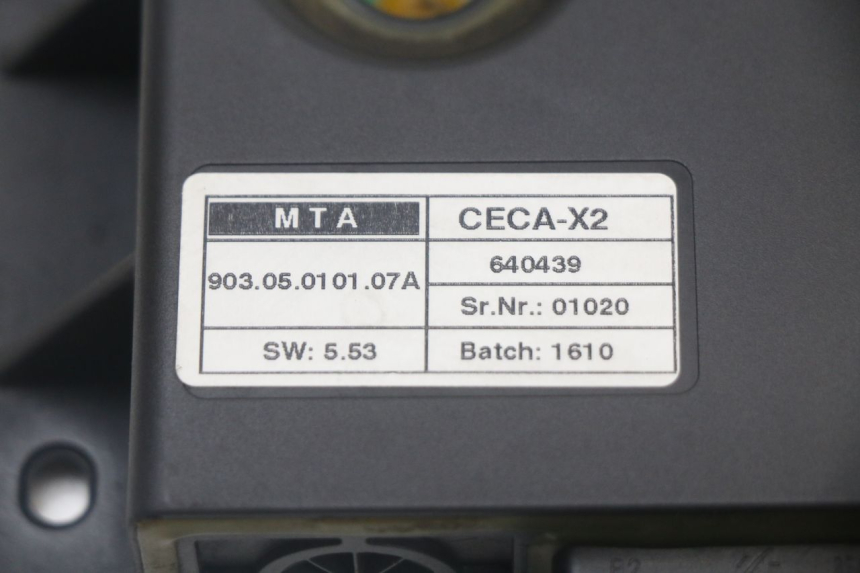 MTA
CECA-X2
903.05.0101.07A
640439
Sr.Nr.: 01020
SW: 5.53
Batch: 1610